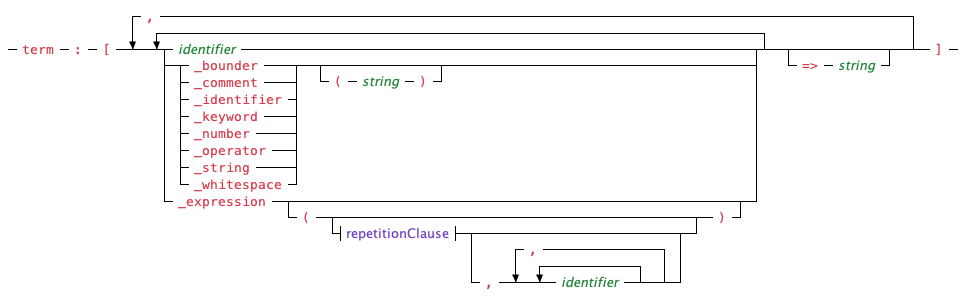 ,
term : [ identifier ]
_bounder => string
_comment ( string )
_identifier
_keyword
_number
_operator
_string
_whitespace
_expression
( )
repetitionClause
,
, identifier